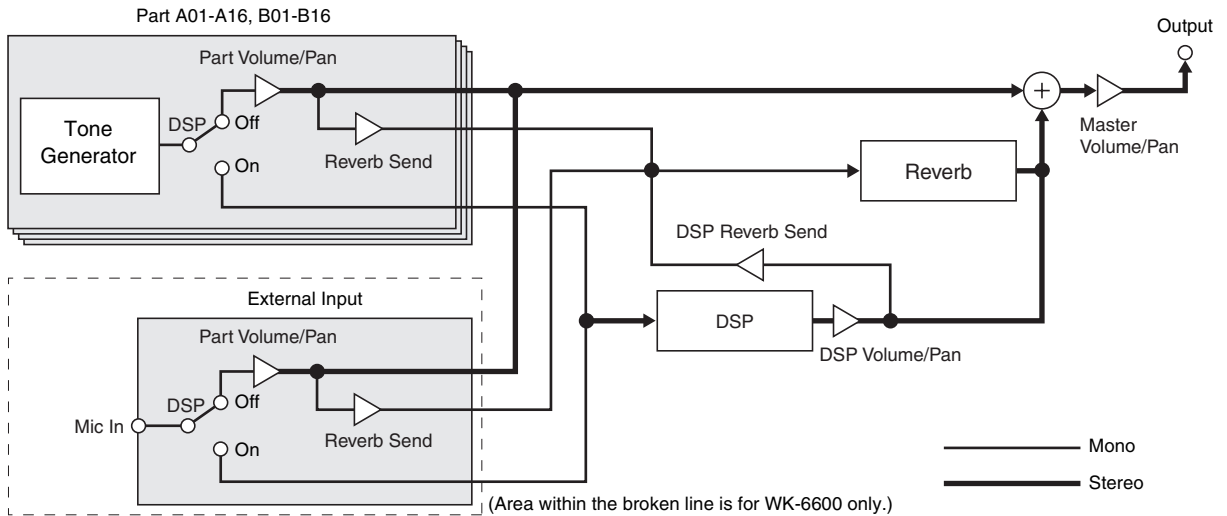 Part A01-A16, B01-B16
Output
Part Volume/Pan
Tone
Generator
DSP
Off
On
Reverb Send
Master
Volume/Pan
Reverb
DSP Reverb Send
External Input
Part Volume/Pan
DSP
DSP Volume/Pan
Mic In
DSP
Off
On
Reverb Send
Mono
Stereo
(Area within the broken line is for WK-6600 only.)